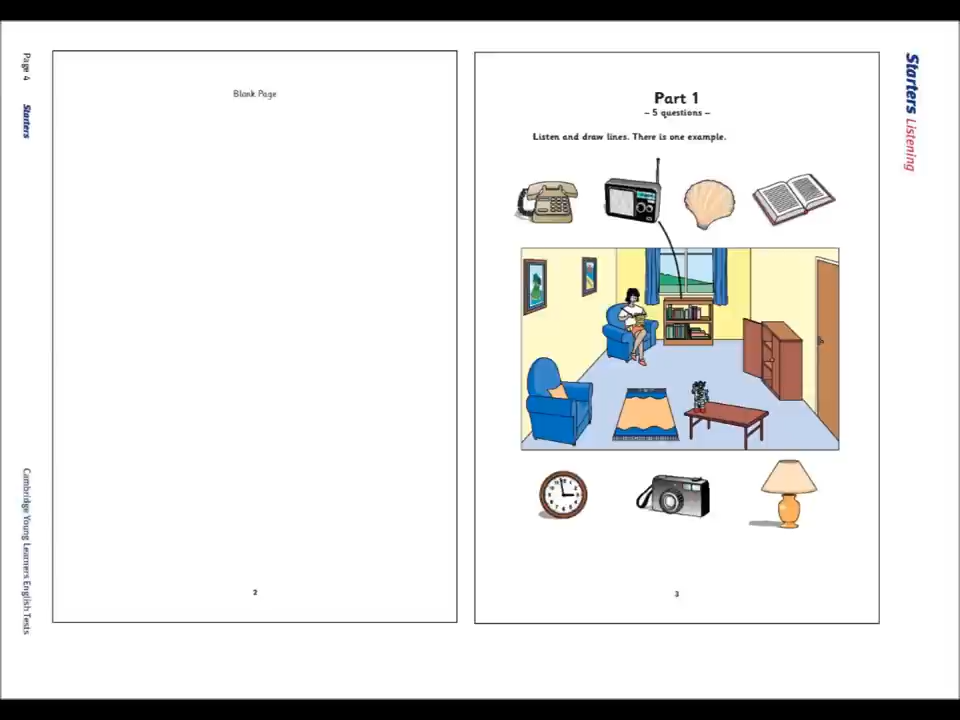 Page 4
Starters
Cambridge Young Learners English Tests
Blank Page
2
Part 1
– 5 questions –
Listen and draw lines. There is one example.
3
Starters Listening